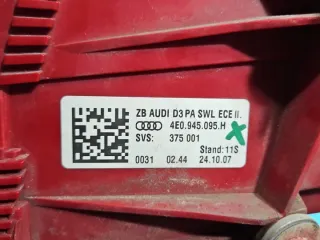 ZB AUDI D3 PA SWL ECE II.
4E0.945.095.H
SVS: 375 001
Stand: 11S
0031 02.44 24.10.07